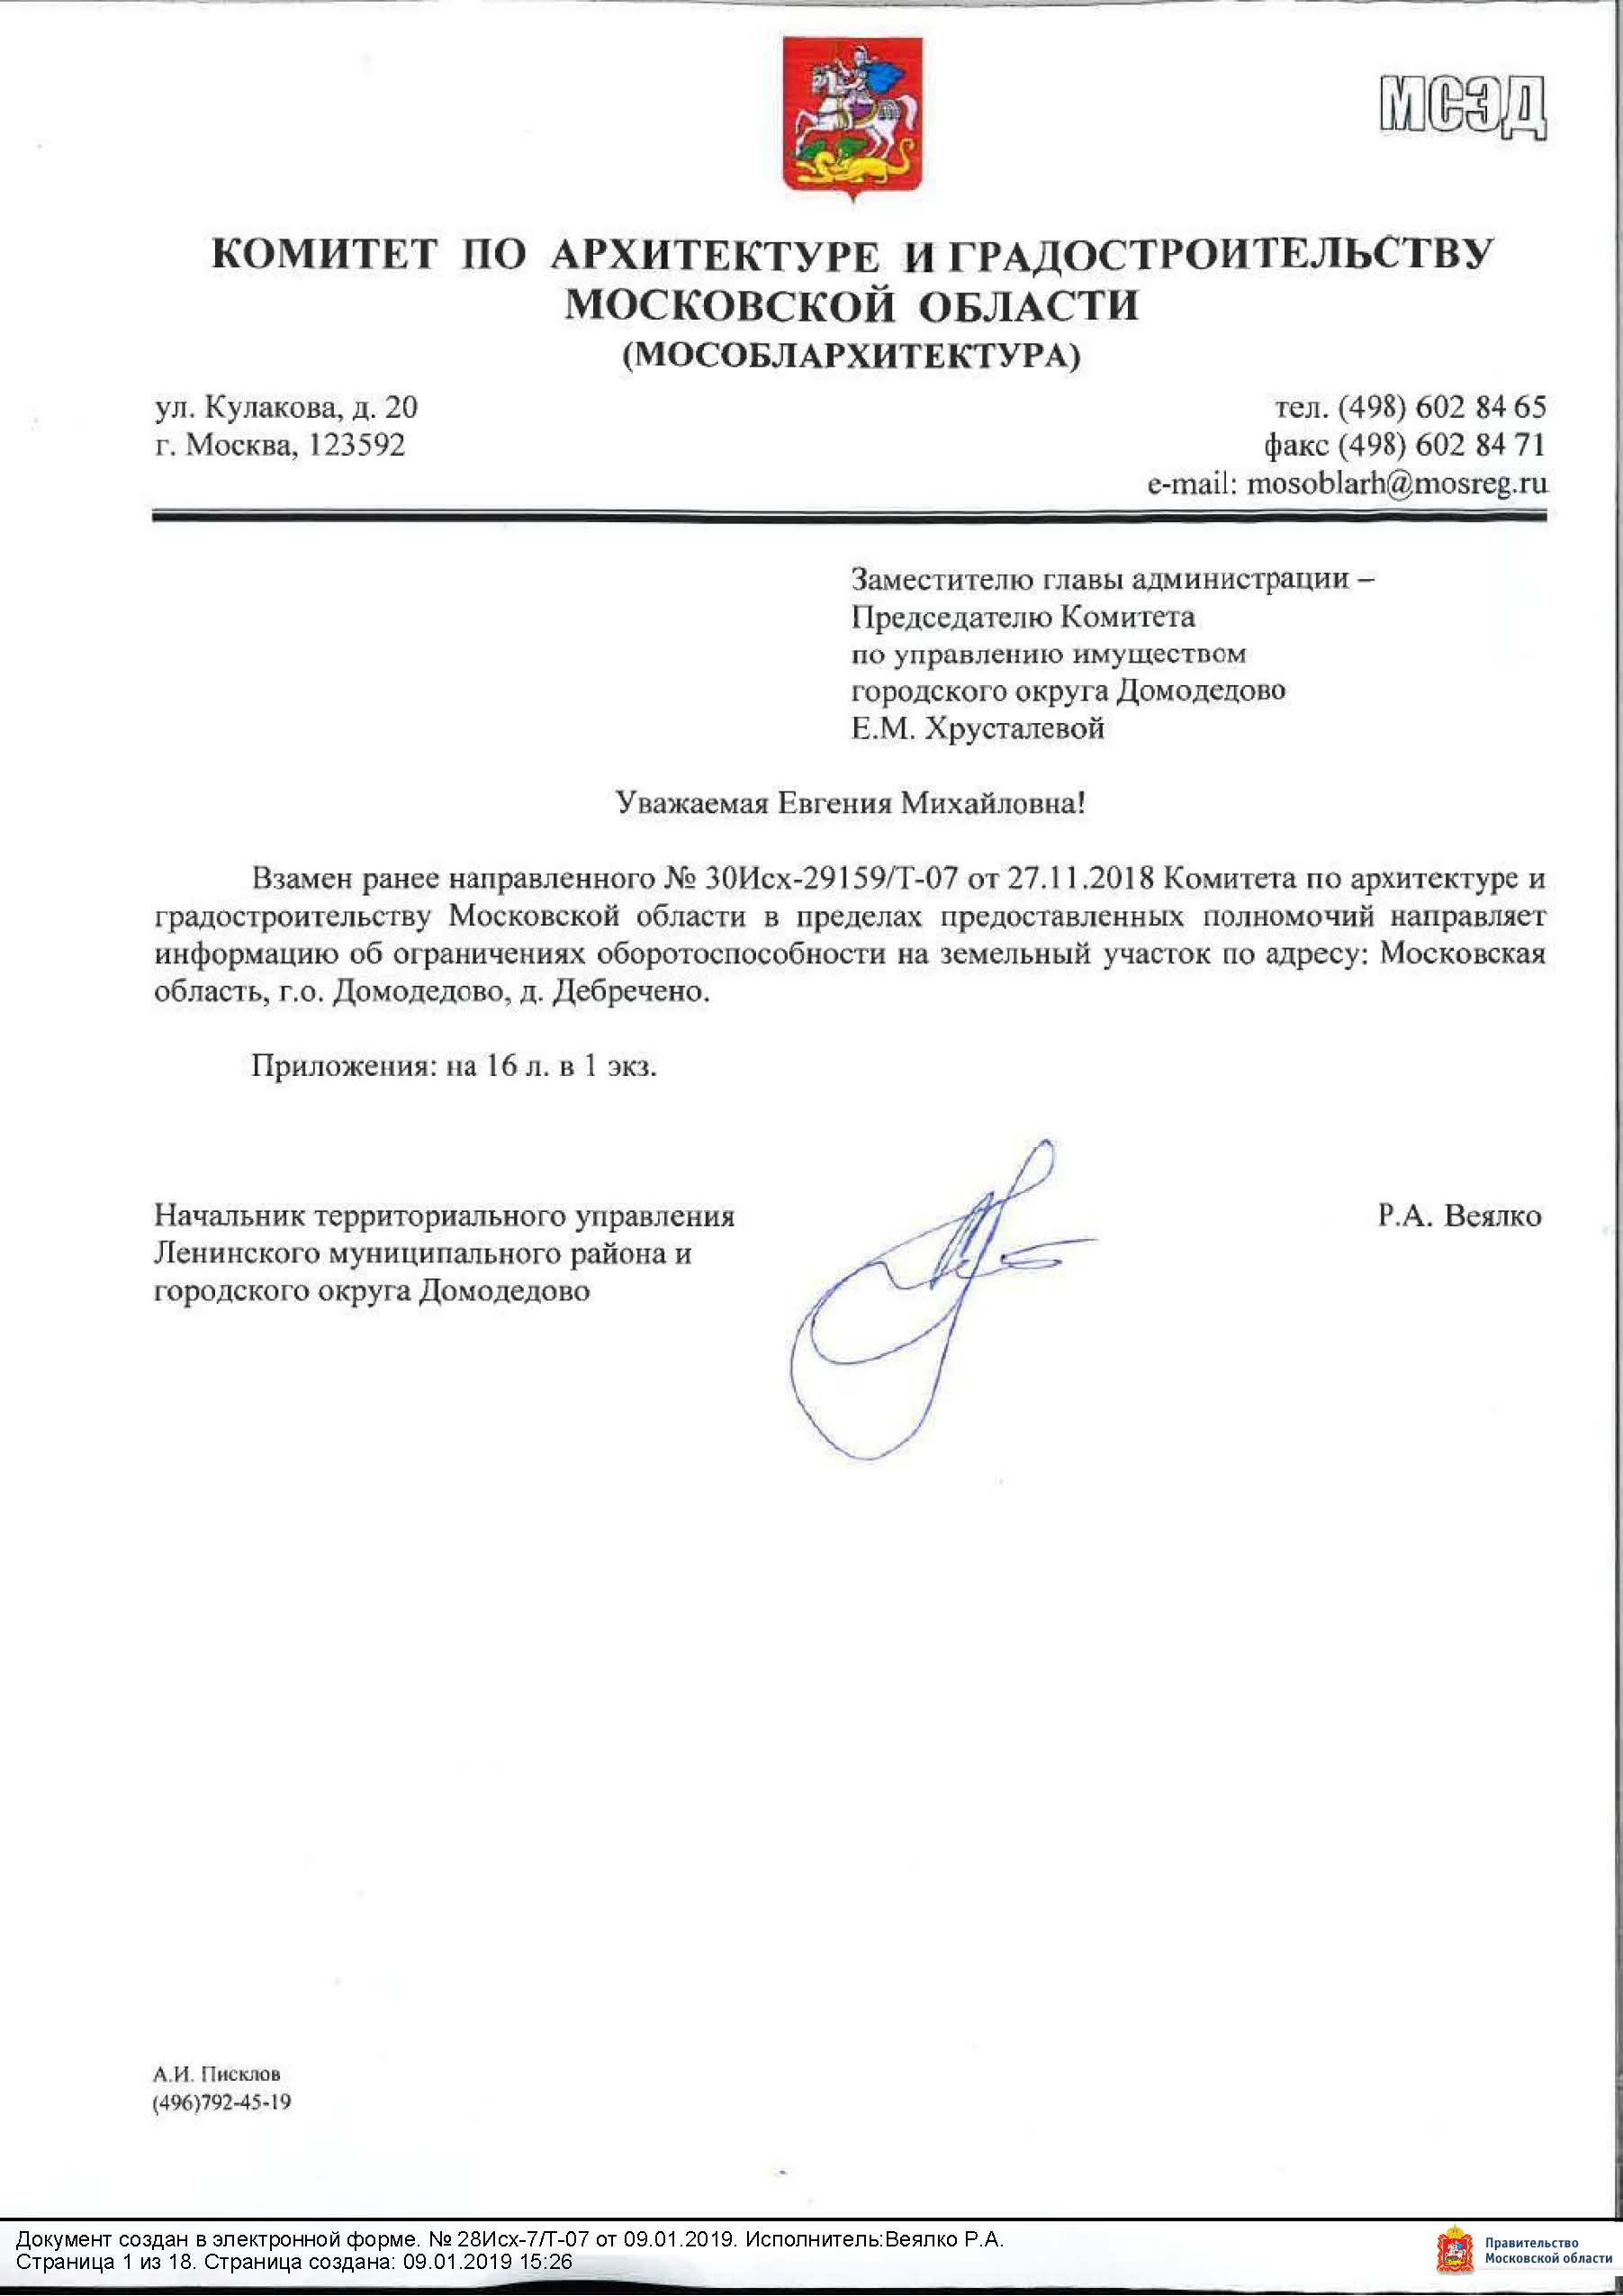 МСЭД
КОМИТЕТ ПО АРХИТЕКТУРЕ И ГРАДОСТРОИТЕЛЬСТВУ
МОСКОВСКОЙ ОБЛАСТИ
(МОСОБЛАРХИТЕКТУРА)
ул. Кулакова, д. 20
г. Москва, 123592
тел. (498) 602 84 65
факс (498) 602 84 71
e-mail: mosoblarh@mosreg.ru
Заместителю главы администрации –
Председателю Комитета
по управлению имуществом
городского округа Домодедово
Е.М. Хрусталевой
Уважаемая Евгения Михайловна!
Взамен ранее направленного № 30Исх-29159/Т-07 от 27.11.2018 Комитета по архитектуре и
градостроительству Московской области в пределах предоставленных полномочий направляет
информацию об ограничениях оборотоспособности на земельный участок по адресу: Московская
область, г.о. Домодедово, д. Дебречено.
Приложения: на 16 л. в 1 экз.
Начальник территориального управления
Ленинского муниципального района и
городского округа Домодедово
Р.А. Веялко
А.И. Писклов
(496)792-45-19
Документ создан в электронной форме. № 28Исх-7/Т-07 от 09.01.2019. Исполнитель:Веялко Р.А.
Страница 1 из 18. Страница создана: 09.01.2019 15:26
Правительство
Московской области